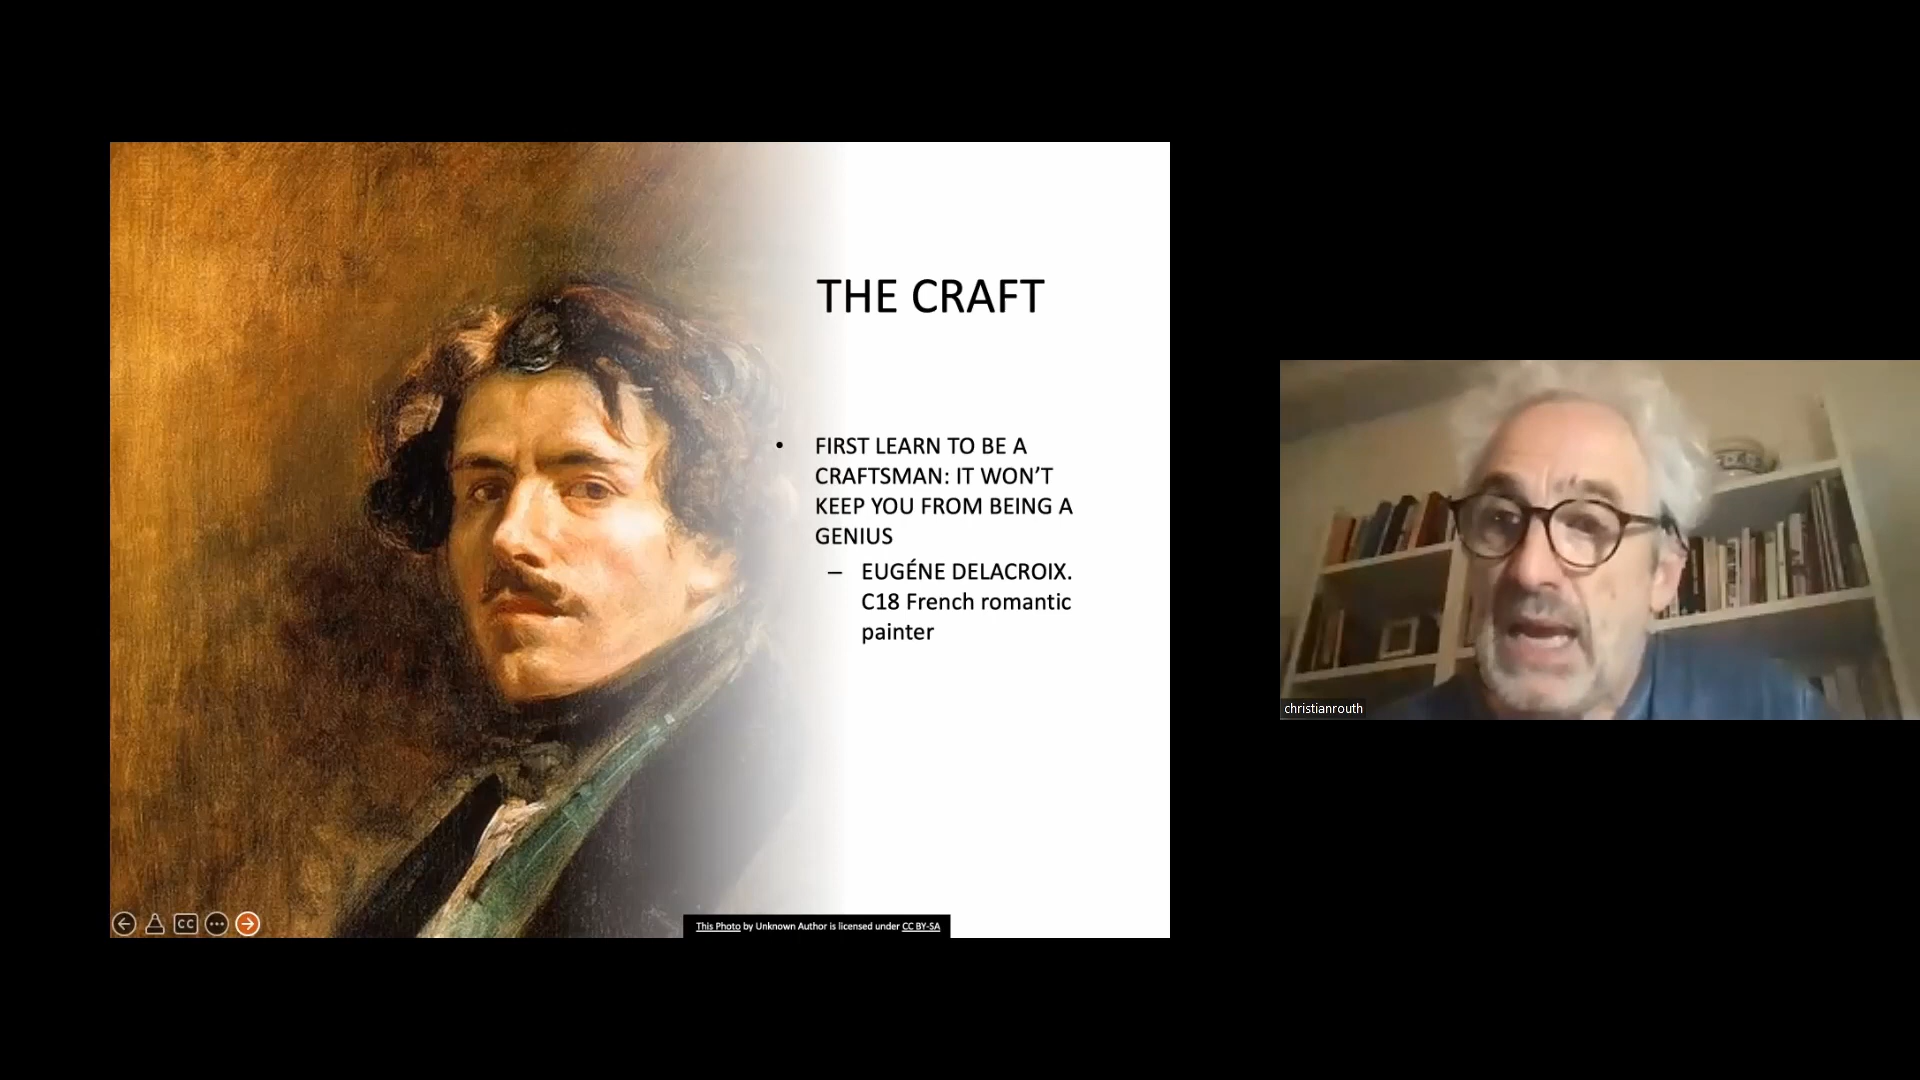 THE CRAFT
• FIRST LEARN TO BE A
CRAFTSMAN: IT WON’T
KEEP YOU FROM BEING A
GENIUS
– EUGÉNE DELACROIX.
C18 French romantic
painter
CC
This Photo by Unknown Author is licensed under CC BY-SA
christianrouth